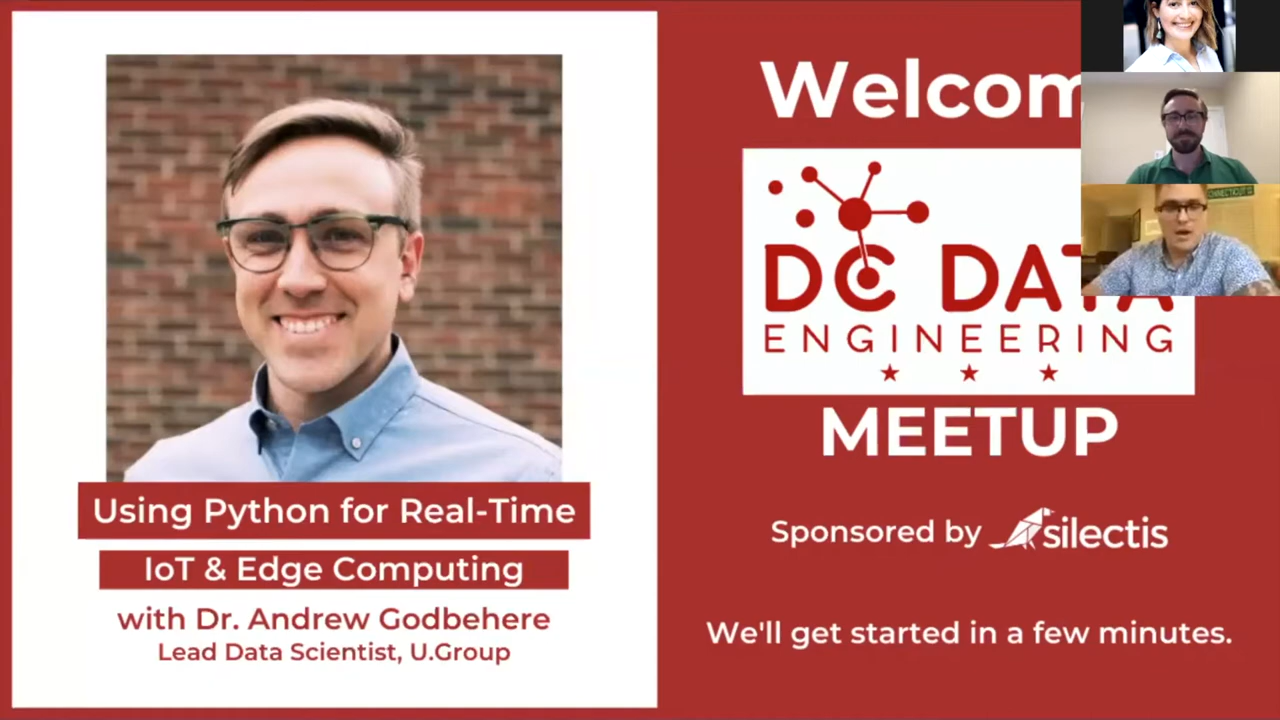 Using Python for Real-Time
IoT & Edge Computing
with Dr. Andrew Godbehere
Lead Data Scientist, U.Group
Welcom
DC DATA
ENGINEERING
MEETUP
Sponsored by silectis
We'll get started in a few minutes.
CONNECTICUT